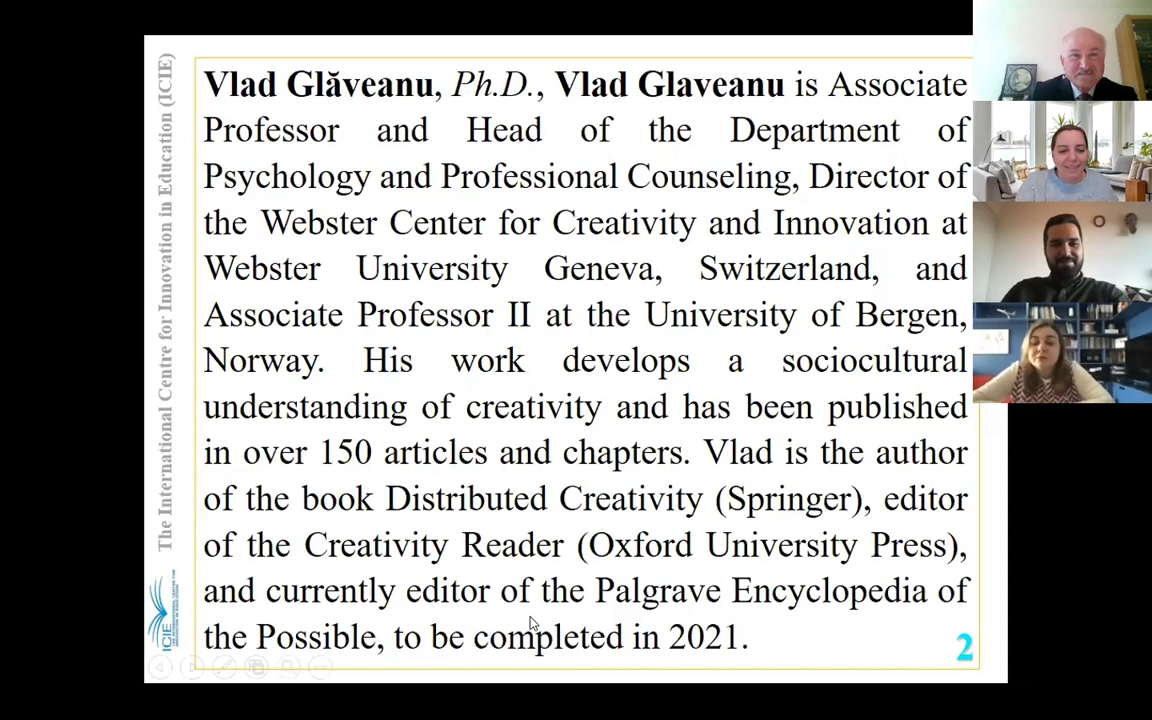 The International Centre for Innovation in Education (ICIE)
Vlad Glăveanu, Ph.D., Vlad Glaveanu is Associate
Professor and Head of the Department of
Psychology and Professional Counseling, Director of
the Webster Center for Creativity and Innovation at
Webster University Geneva, Switzerland, and
Associate Professor II at the University of Bergen,
Norway. His work develops a sociocultural
understanding of creativity and has been published
in over 150 articles and chapters. Vlad is the author
of the book Distributed Creativity (Springer), editor
of the Creativity Reader (Oxford University Press),
and currently editor of the Palgrave Encyclopedia of
the Possible, to be completed in 2021.
ICIE
2